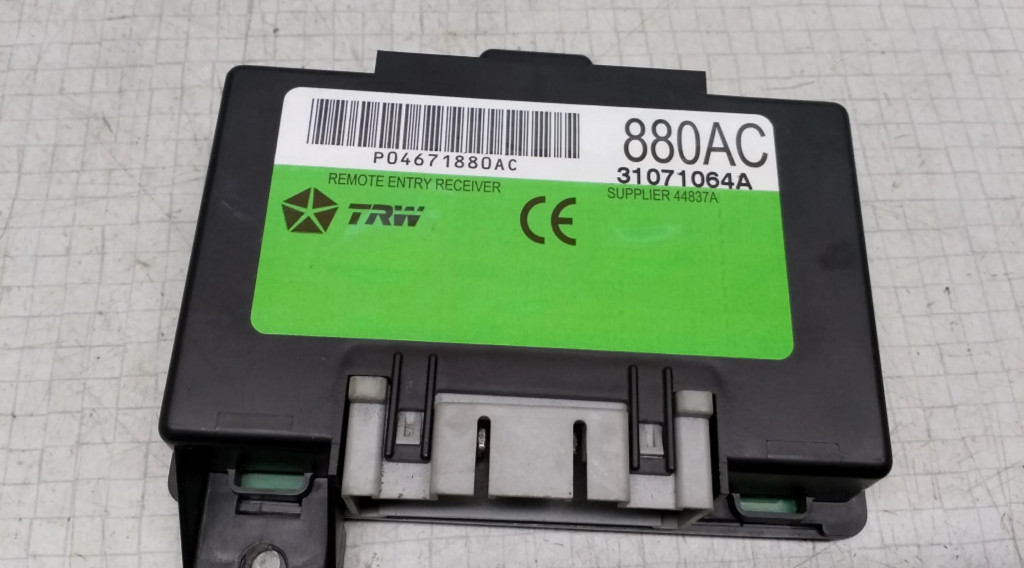 880AC
P04671880AC
31071064A
REMOTE ENTRY RECEIVER
SUPPLIER 44837A
TRW
CE